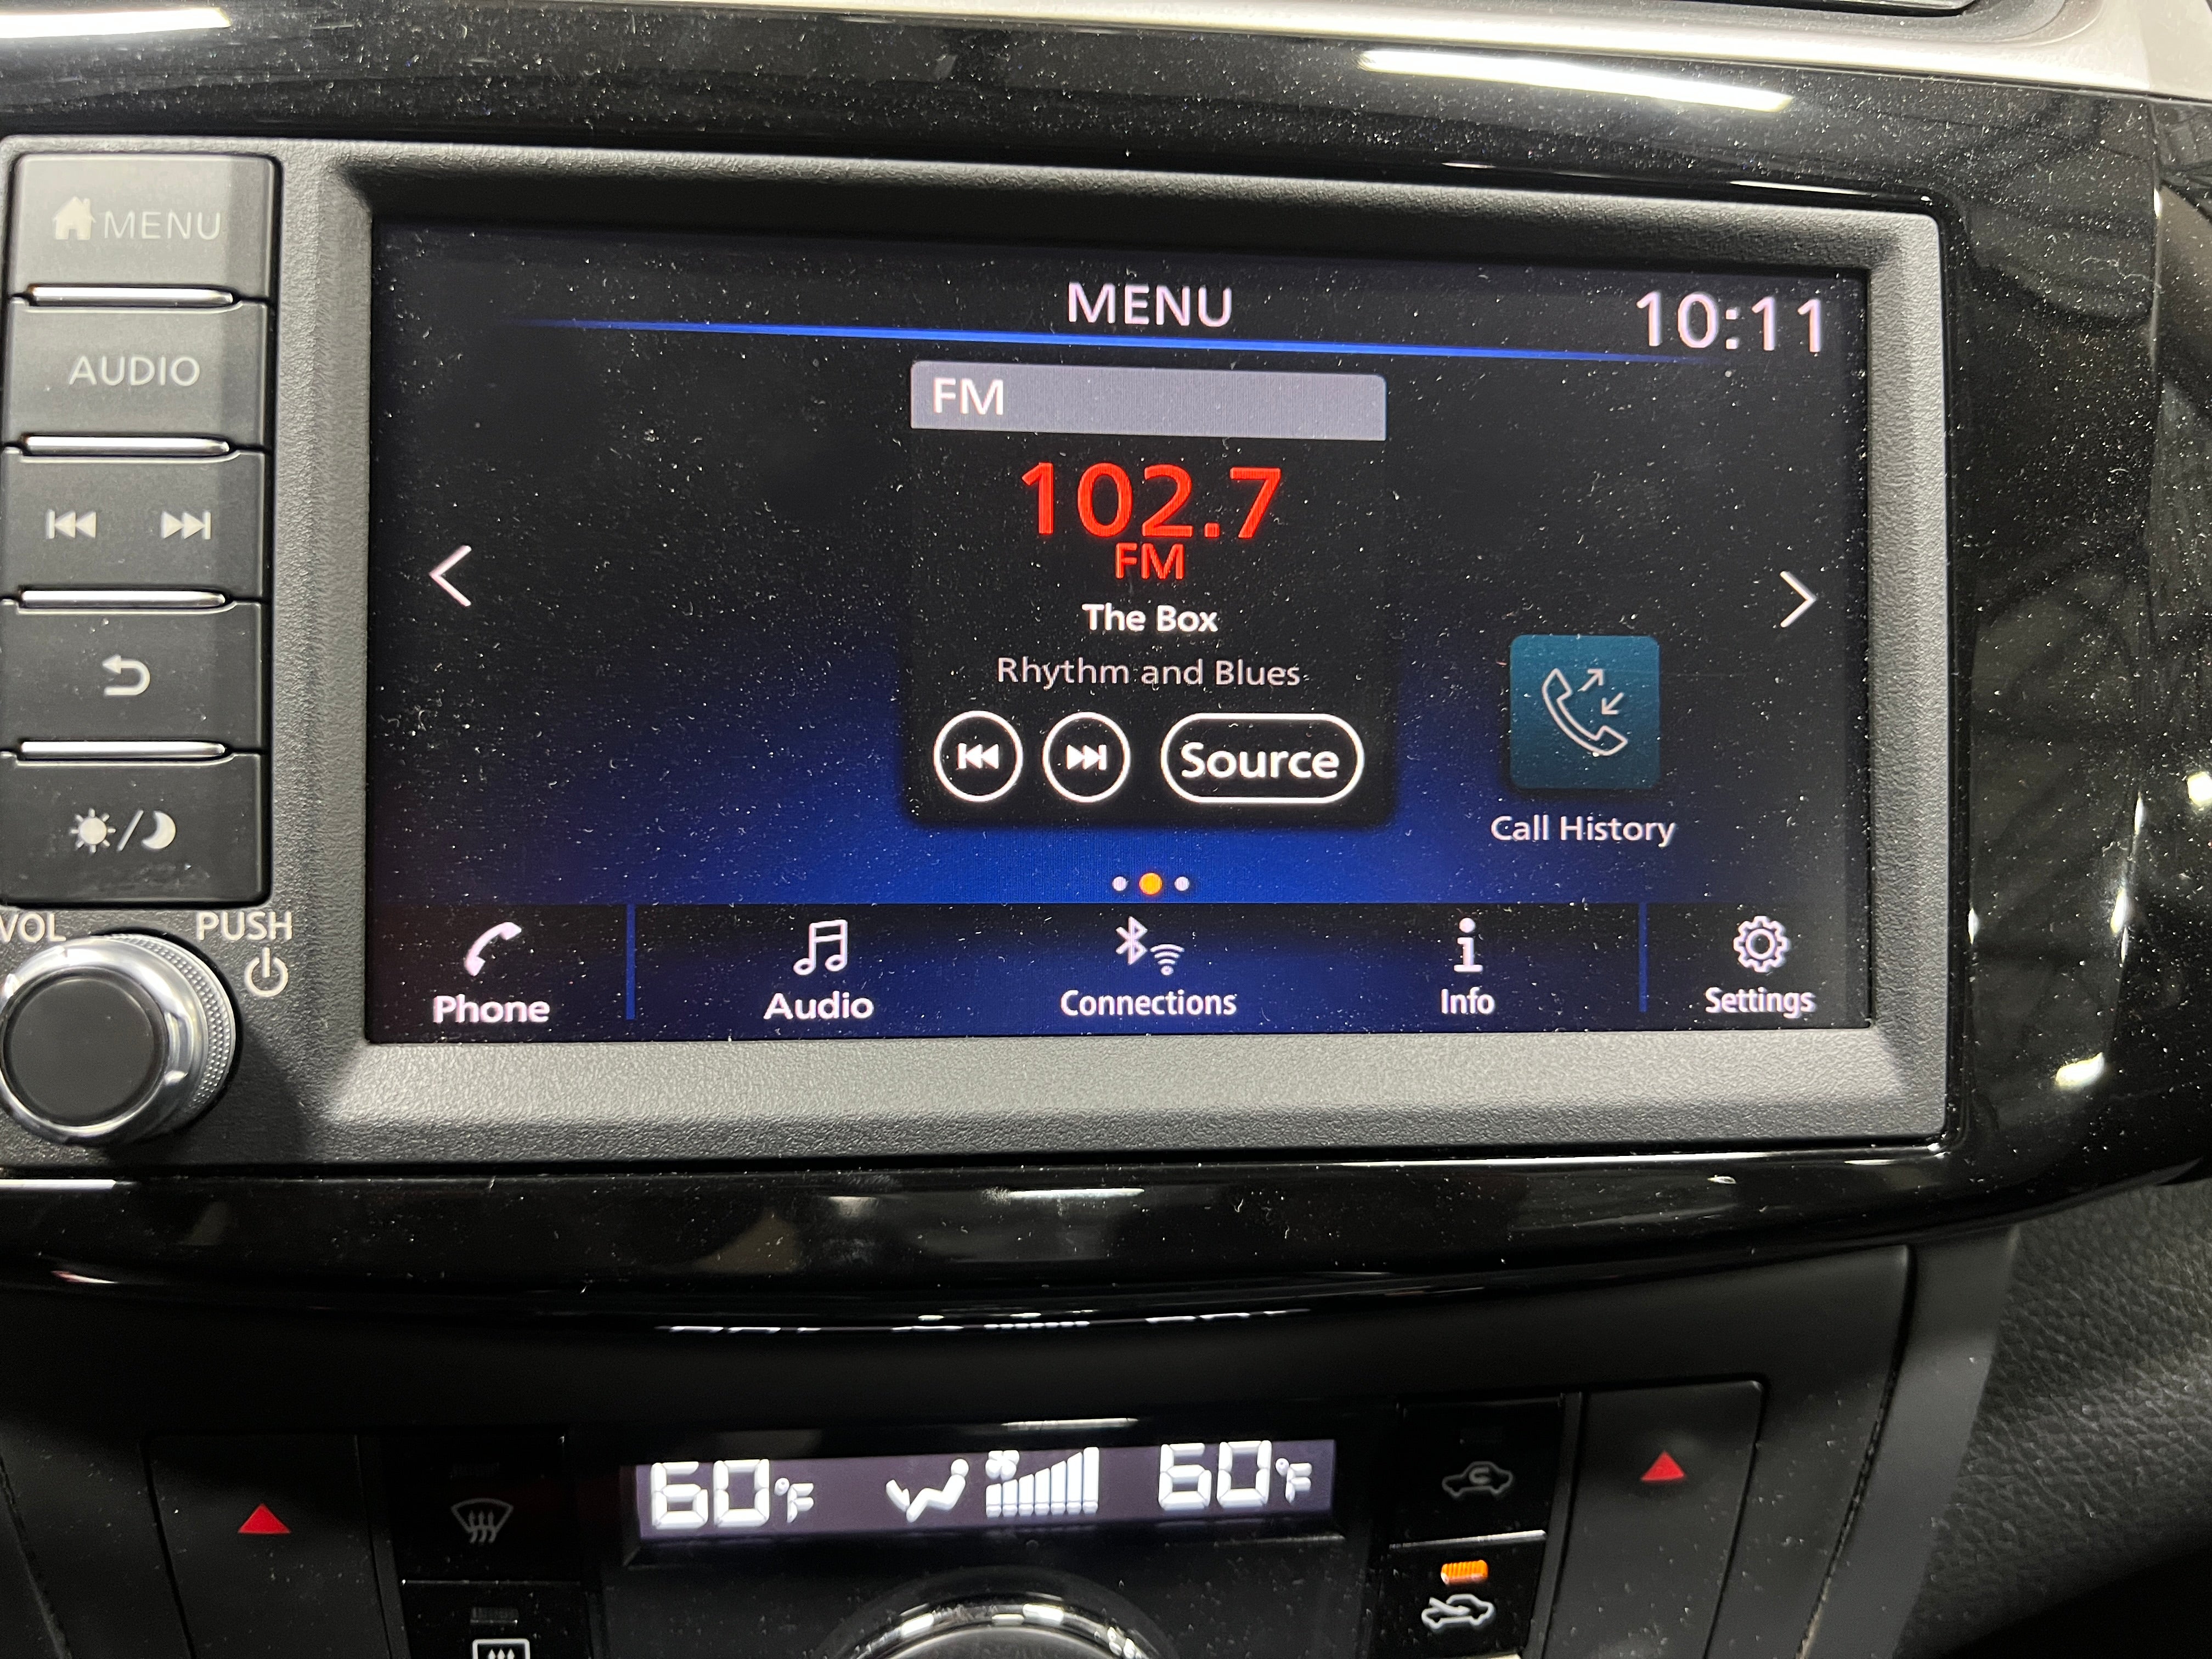 MENU
AUDIO
VOL
PUSH
MENU
10:11
FM
102.7
FM
The Box
Rhythm and Blues
Source
Call History
Phone
Audio
Connections
Info
Settings
60°F
60°F